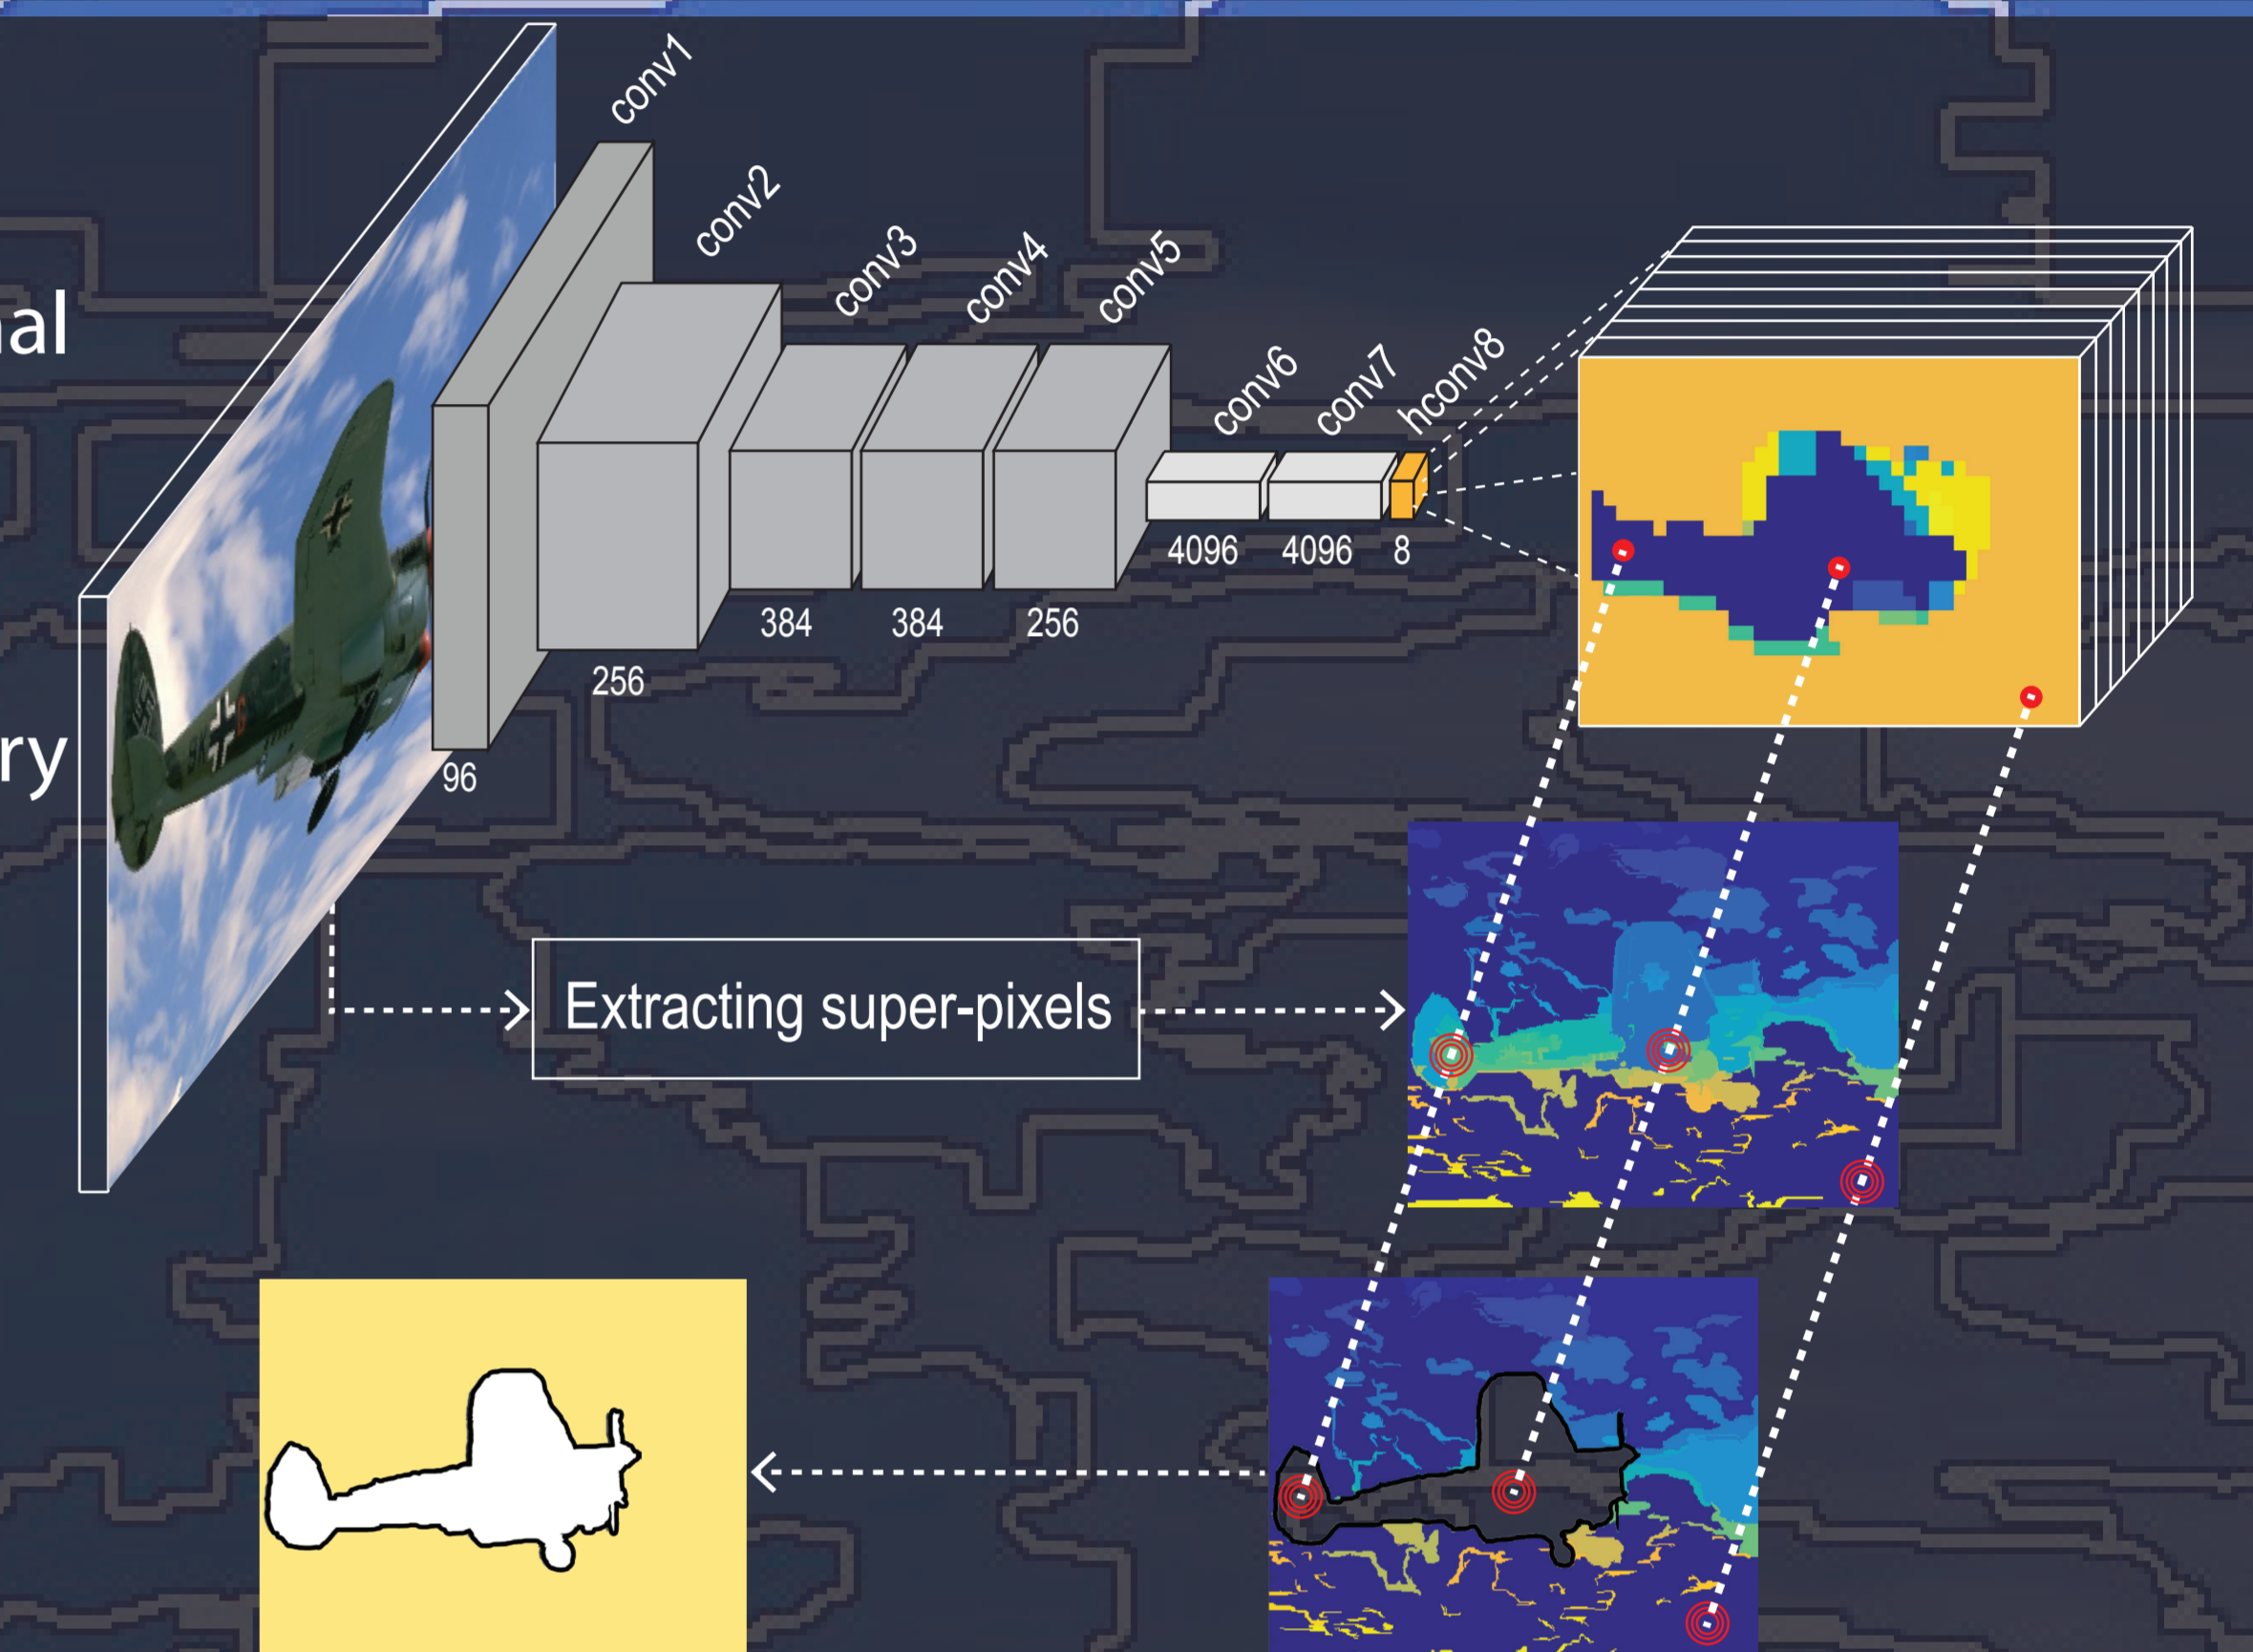 conv1
conv2
conv3
conv4
conv5
conv6
conv7
hconv8
al
4096
4096
8
384
384
256
256
ry
96
Extracting super-pixels